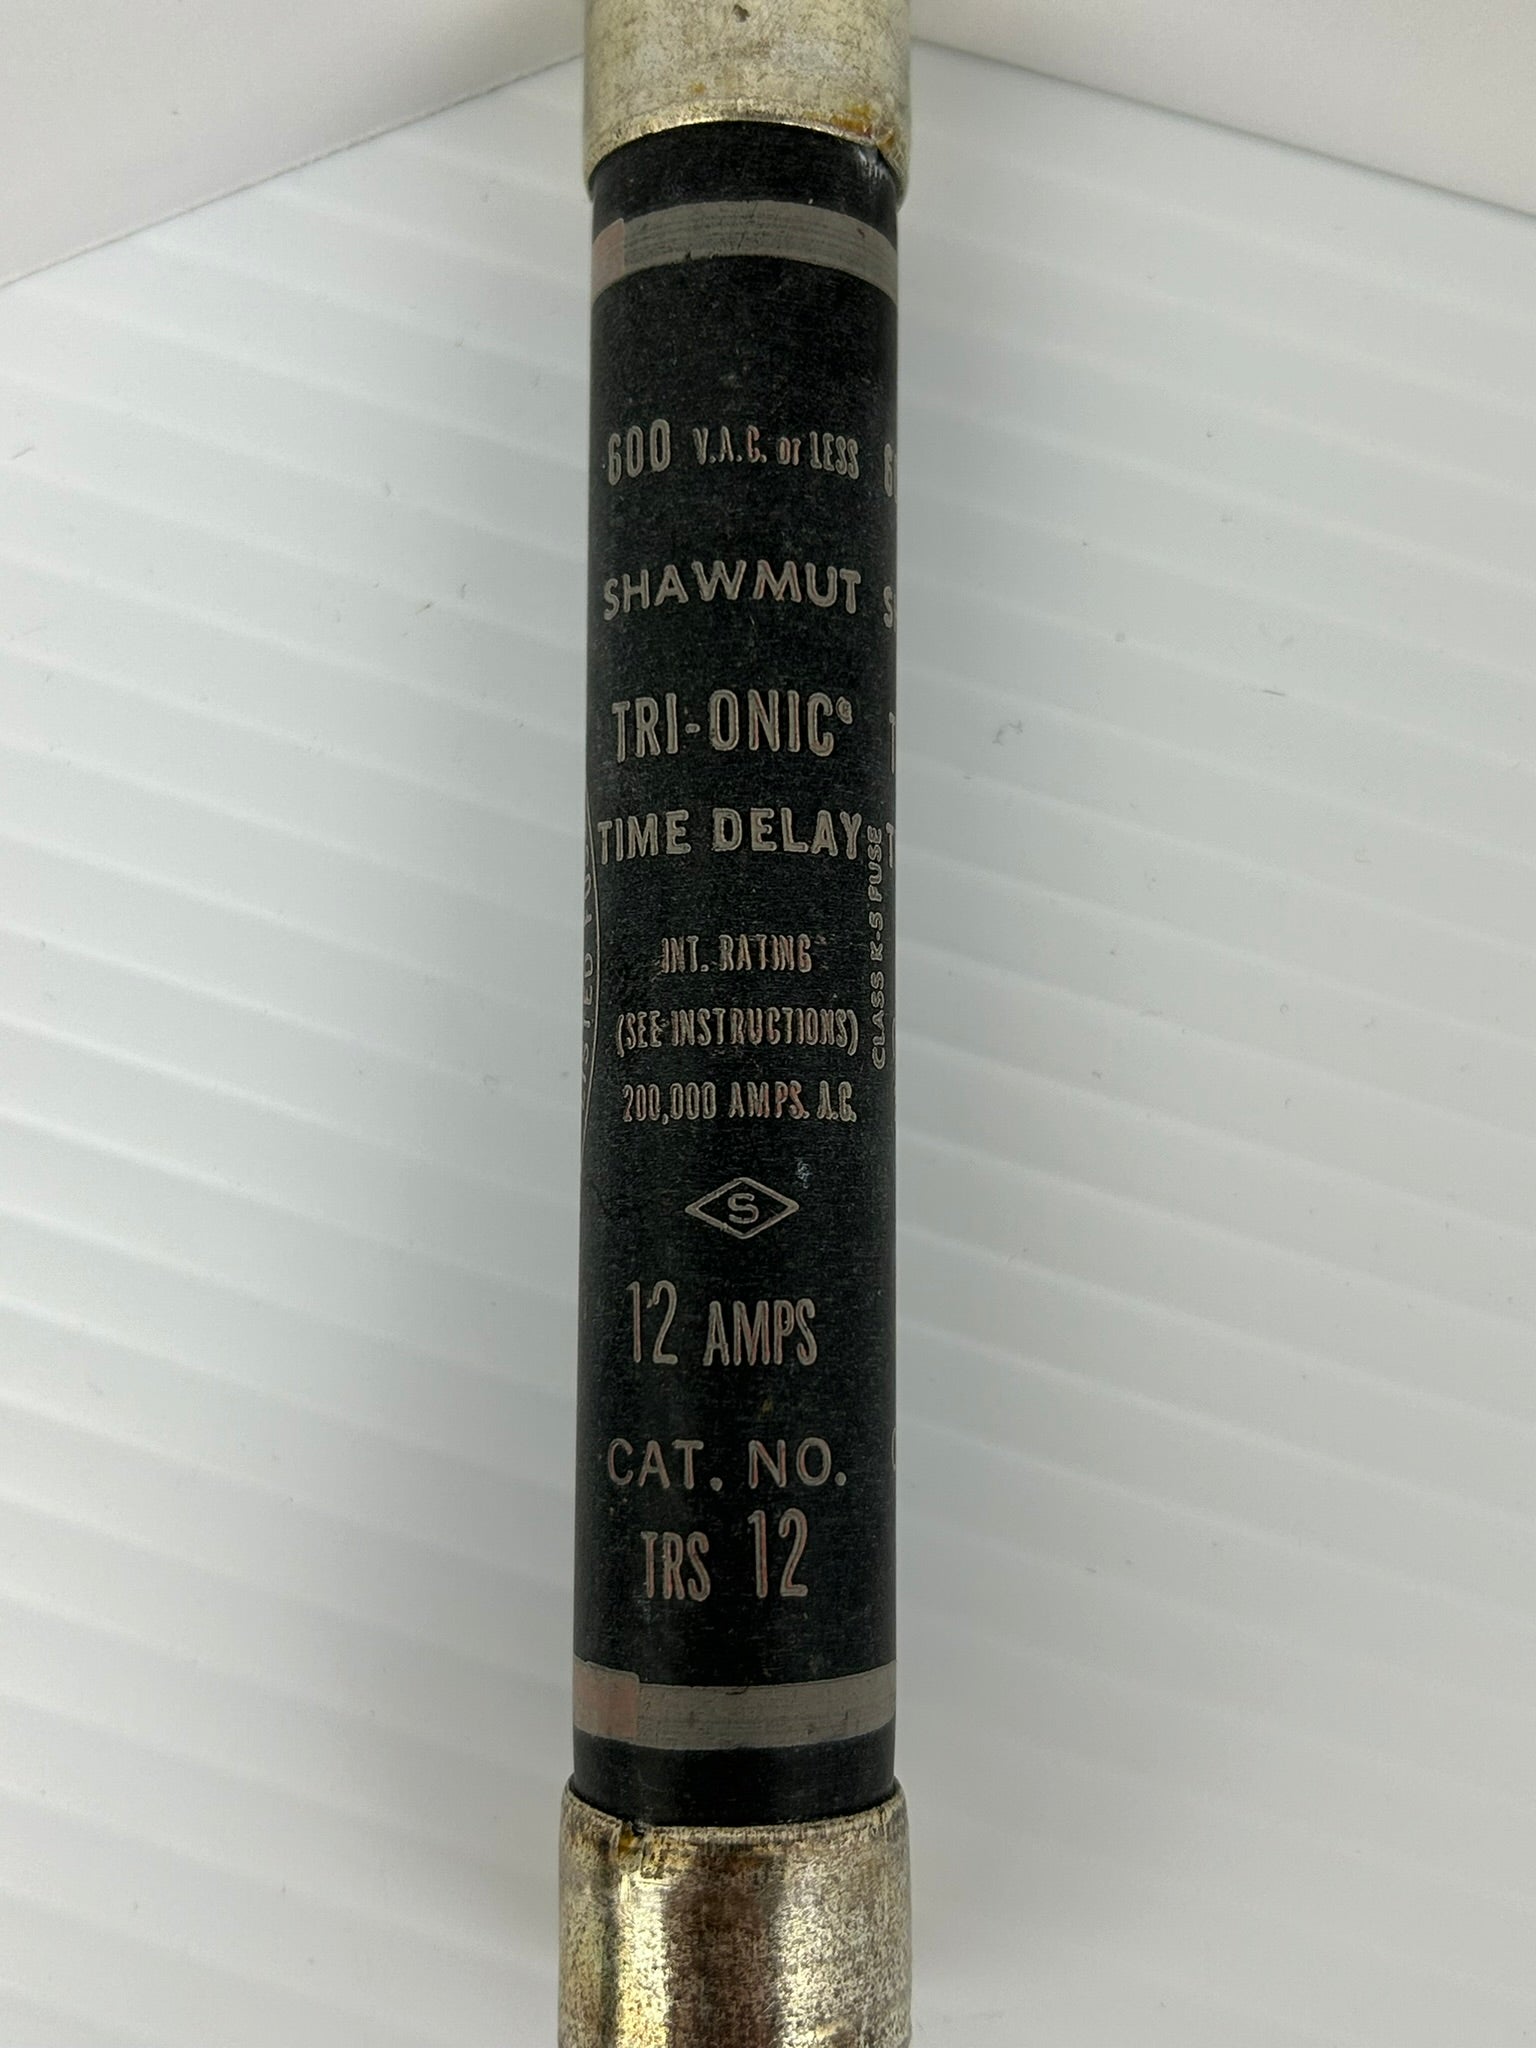 600 V.A.C. or LESS
SHAWMUT
TRI-ONIC®
TIME DELAY
INT. RATING
(SEE INSTRUCTIONS)
200,000 AMPS. A.C.
S
12 AMPS
CAT. NO.
TRS 12
CLASS K-5 FUSE